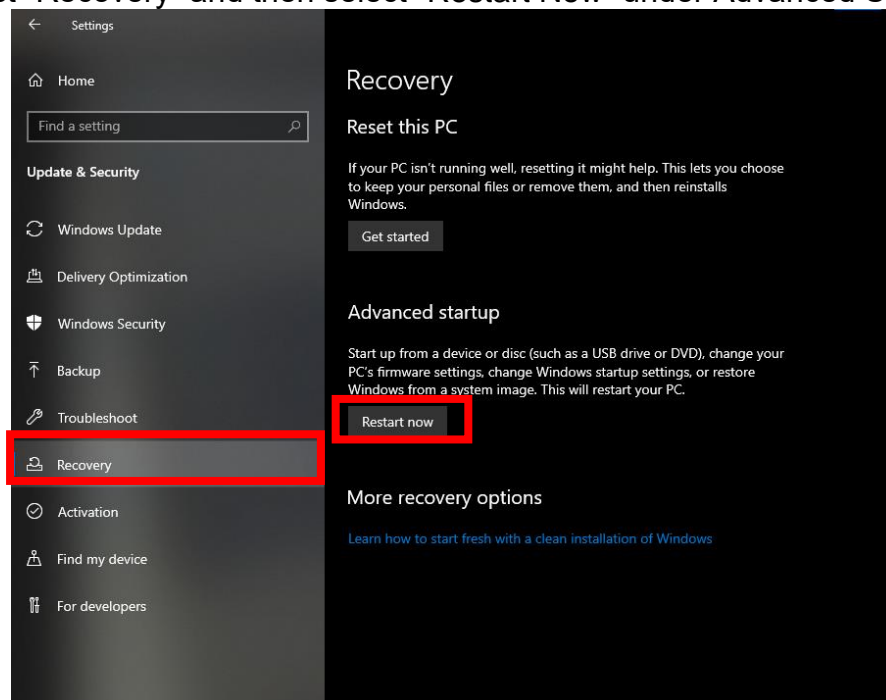 "Recovery" and then select "Restart Now" under Advanced
Settings
Home
Find a setting
Update & Security
Windows Update
Delivery Optimization
Windows Security
Backup
Troubleshoot
Recovery
Activation
Find my device
For developers
Recovery
Reset this PC
If your PC isn't running well, resetting it might help. This lets you choose
to keep your personal files or remove them, and then reinstalls
Windows.
Get started
Advanced startup
Start up from a device or disc (such as a USB drive or DVD), change your
PC's firmware settings, change Windows startup settings, or restore
Windows from a system image. This will restart your PC.
Restart now
More recovery options
Learn how to start fresh with a clean installation of Windows